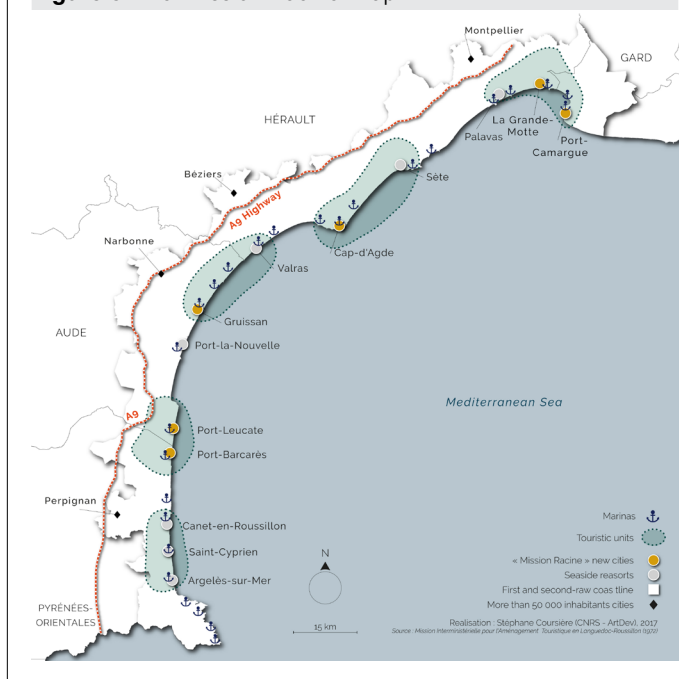 Montpellier
GARD
HÉRAULT
Palavas
La Grande-
Motte
Port-
Camargue
Béziers
Sète
A9 Highway
Narbonne
Cap-d'Agde
Valras
AUDE
Gruissan
Port-la-Nouvelle
Mediterranean Sea
A9
Port-Leucate
Port-Barcarès
Perpignan
Canet-en-Roussillon
Saint-Cyprien
Argelès-sur-Mer
PYRÉNÉES-
ORIENTALES
N
15 km
Marinas
Touristic units
« Mission Racine » new cities
Seaside reasorts
First and second-raw coas tline
More than 50 000 inhabitants cities
Realisation : Stéphane Coursière (CNRS - ArtDev), 2017
Source : Mission Interministérielle pour l'Aménagement Touristique en Languedoc-Roussillon (1972)